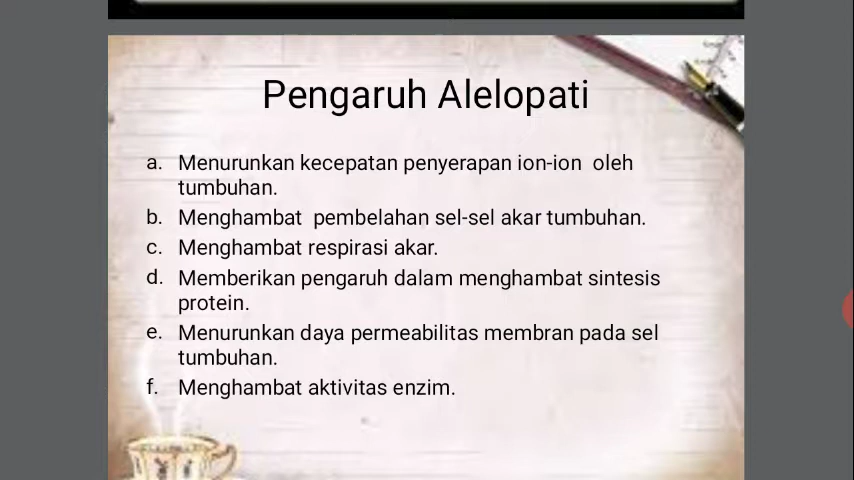 Pengaruh Alelopati
a. Menurunkan kecepatan penyerapan ion-ion  oleh
tumbuhan.
b. Menghambat  pembelahan sel-sel akar tumbuhan.
c. Menghambat respirasi akar.
d. Memberikan pengaruh dalam menghambat sintesis
protein.
e. Menurunkan daya permeabilitas membran pada sel
tumbuhan.
f. Menghambat aktivitas enzim.